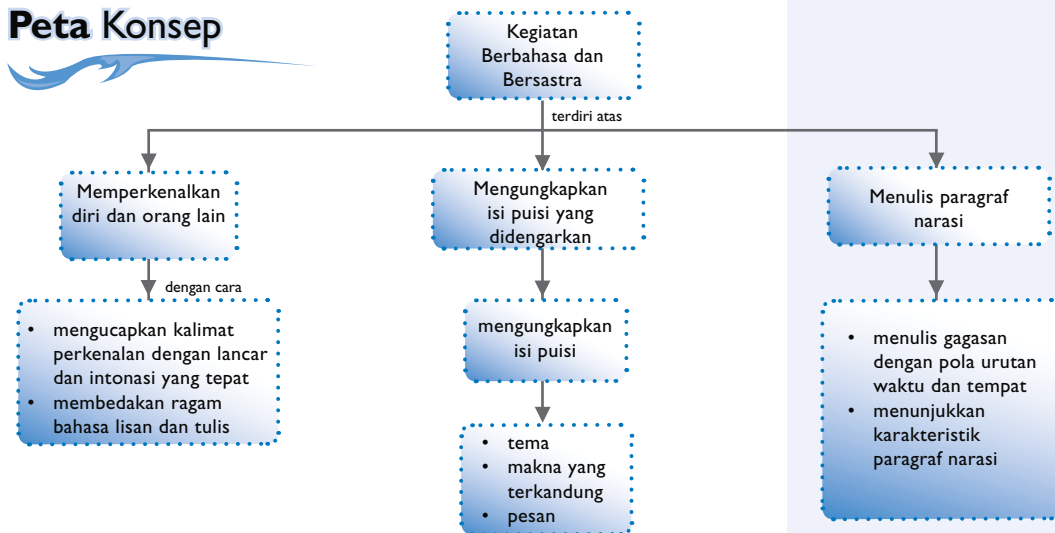 Peta Konsep
Kegiatan
Berbahasa dan
Bersastra
terdiri atas
Memperkenalkan
diri dan orang lain
dengan cara
• mengucapkan kalimat
perkenalan dengan lancar
dan intonasi yang tepat
• membedakan ragam
bahasa lisan dan tulis
Mengungkapkan
isi puisi yang
didengarkan
mengungkapkan
isi puisi
• tema
• makna yang
terkandung
• pesan
Menulis paragraf
narasi
• menulis gagasan
dengan pola urutan
waktu dan tempat
• menunjukkan
karakteristik
paragraf narasi